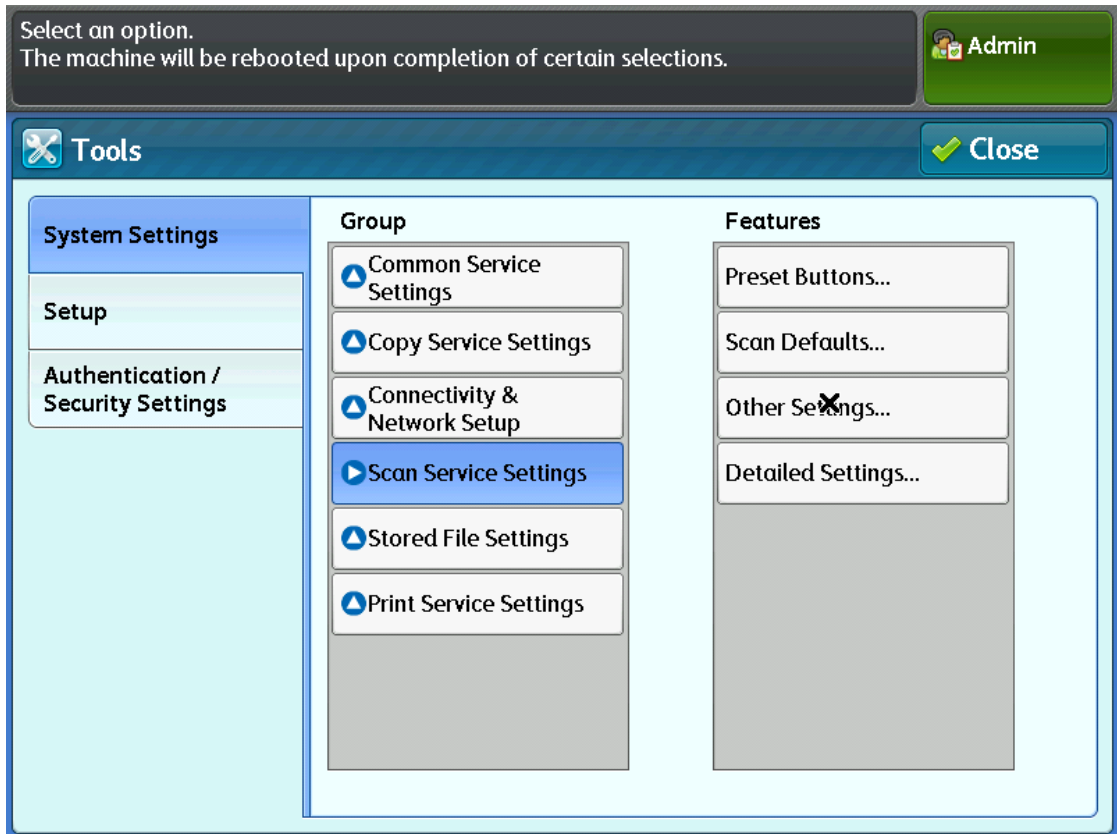 Select an option.
The machine will be rebooted upon completion of certain selections.
Admin
Tools
Close
System Settings
Setup
Authentication /
Security Settings
Group
Common Service
Settings
Copy Service Settings
Connectivity &
Network Setup
Scan Service Settings
Stored File Settings
Print Service Settings
Features
Preset Buttons...
Scan Defaults...
Other Settings...
Detailed Settings...